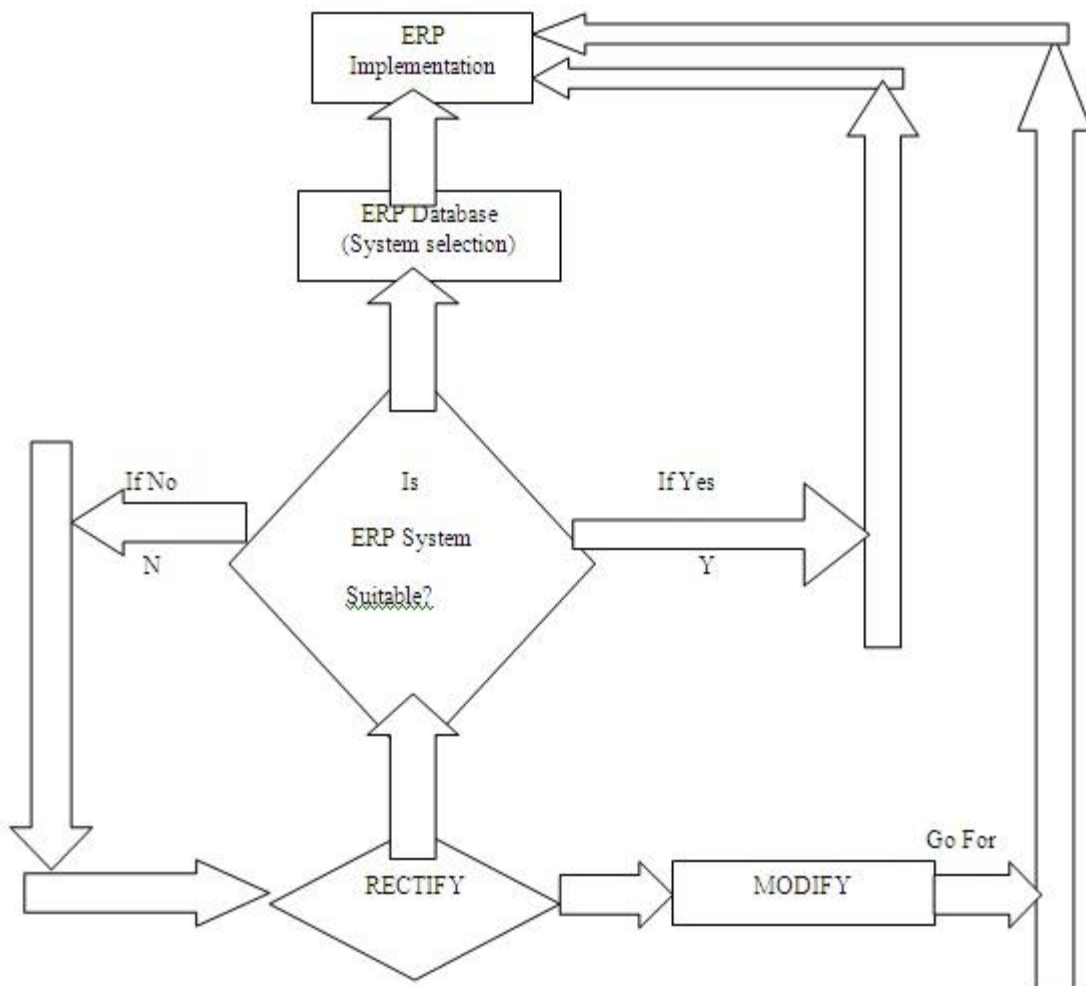 ERP
Implementation
ERP Database
(System selection)
If No
Is
If Yes
ERP System
N
Y
Suitable?
Go For
RECTIFY
MODIFY